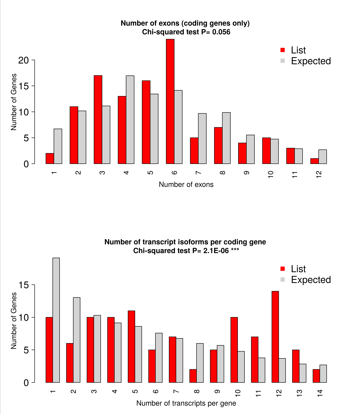 Number of exons (coding genes only)
Chi-squared test P= 0.056
List
Expected
Number of Genes
0
5
10
15
20
1
2
3
4
5
6
7
8
9
10
11
12
Number of exons
Number of transcript isoforms per coding gene
Chi-squared test P= 2.1E-06 ***
List
Expected
Number of Genes
0
5
10
15
1
2
3
4
5
6
7
8
9
10
11
12
13
14
Number of transcripts per gene